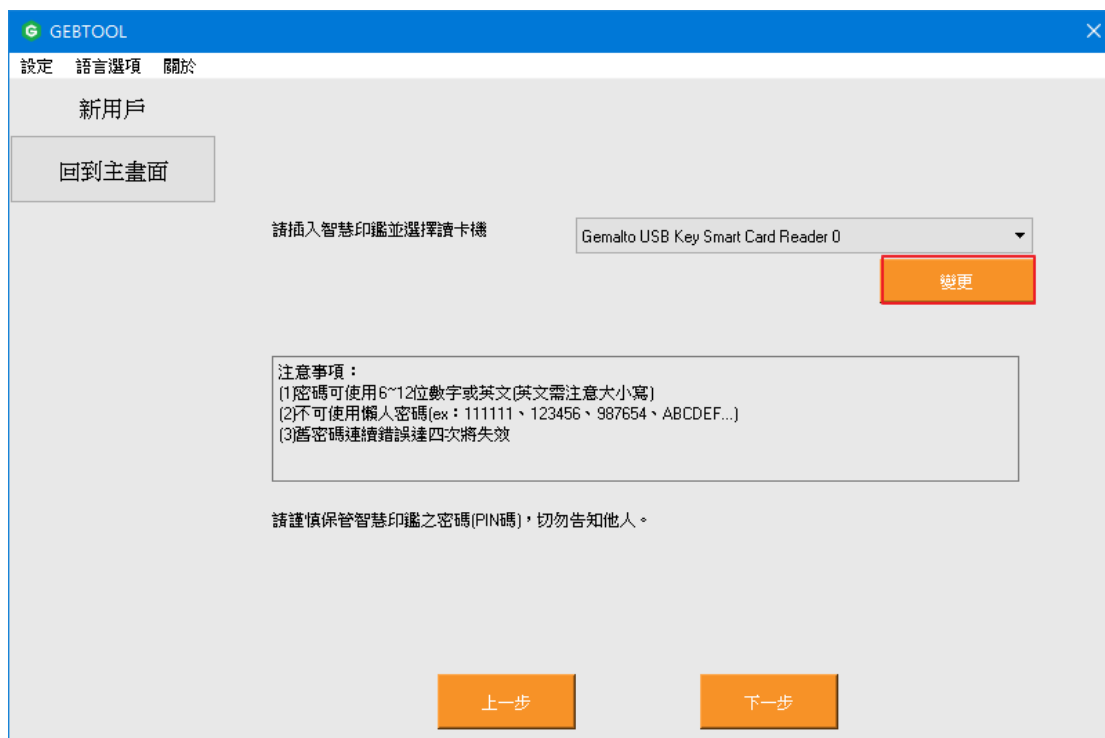 GEBTOOL
設定 語言選項 關於
新用戶
回到主畫面
請插入智慧印鑑並選擇讀卡機
Gemalto USB Key Smart Card Reader 0
變更
注意事項：
(1)密碼可使用6~12位數字或英文(英文需注意大小寫)
(2)不可使用懶人密碼(ex：111111、123456、987654、ABCDEF...)
(3)舊密碼連續錯誤達四次將失效
請謹慎保管智慧印鑑之密碼(PIN碼)，切勿告知他人。
上一步
下一步